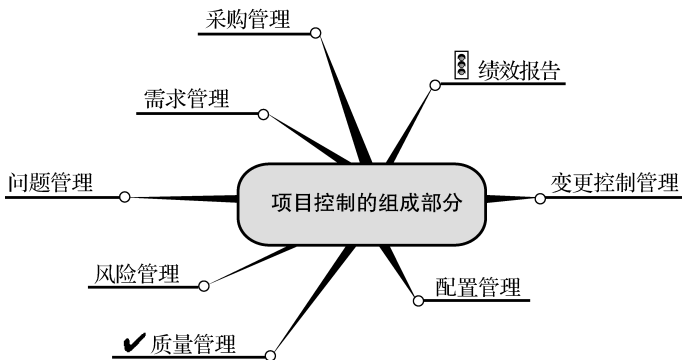 采购管理
绩效报告
需求管理
问题管理
变更控制管理
项目控制的组成部分
风险管理
配置管理
质量管理